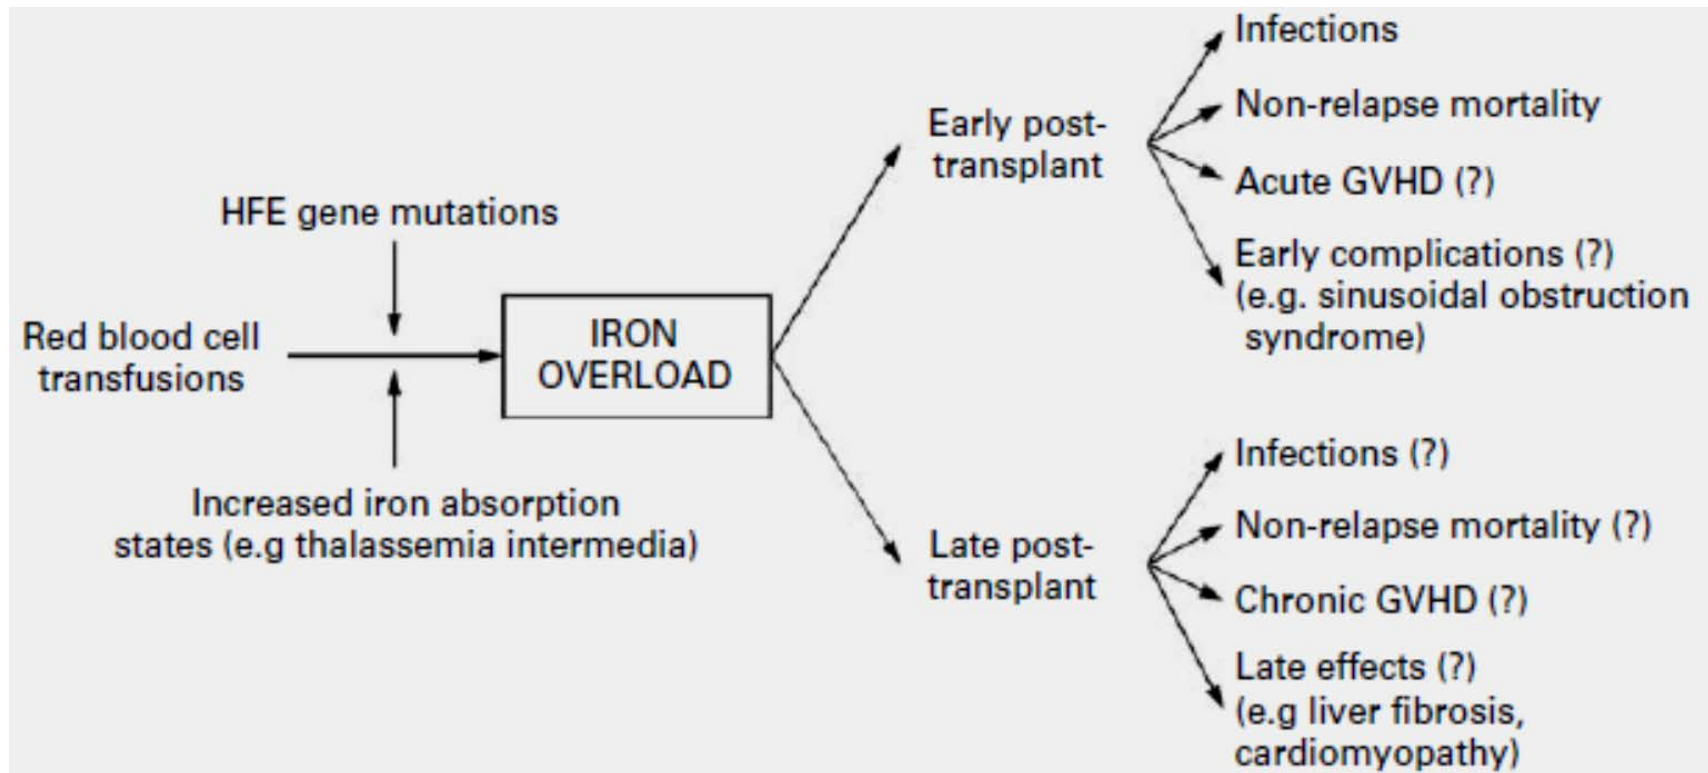 HFE gene mutations
Red blood cell
transfusions
Increased iron absorption
states (e.g thalassemia intermedia)
IRON
OVERLOAD
Early post-
transplant
Infections
Non-relapse mortality
Acute GVHD (?)
Early complications (?)
(e.g. sinusoidal obstruction
syndrome)
Late post-
transplant
Infections (?)
Non-relapse mortality (?)
Chronic GVHD (?)
Late effects (?)
(e.g liver fibrosis,
cardiomyopathy)